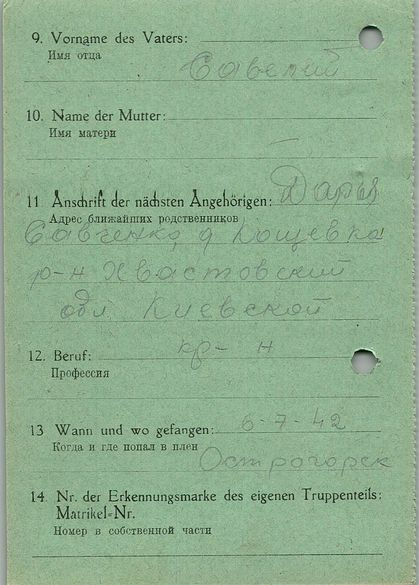 9. Vorname des Vaters:
Имя отца
Савелий
10. Name der Mutter:
Имя матери
11 Anschrift der nächsten Angehörigen: Дарья
Адрес ближайших родственников
Савченко, д Кощевка
р-н Хвастовский
обл Киевской
12. Beruf: кр-н
Профессия
13 Wann und wo gefangen: 6-7-42
Когда и где попал в плен
Острогорск
14. Nr. der Erkennungsmarke des eigenen Truppenteils:
Matrikel=Nr.
Номер в собственной части